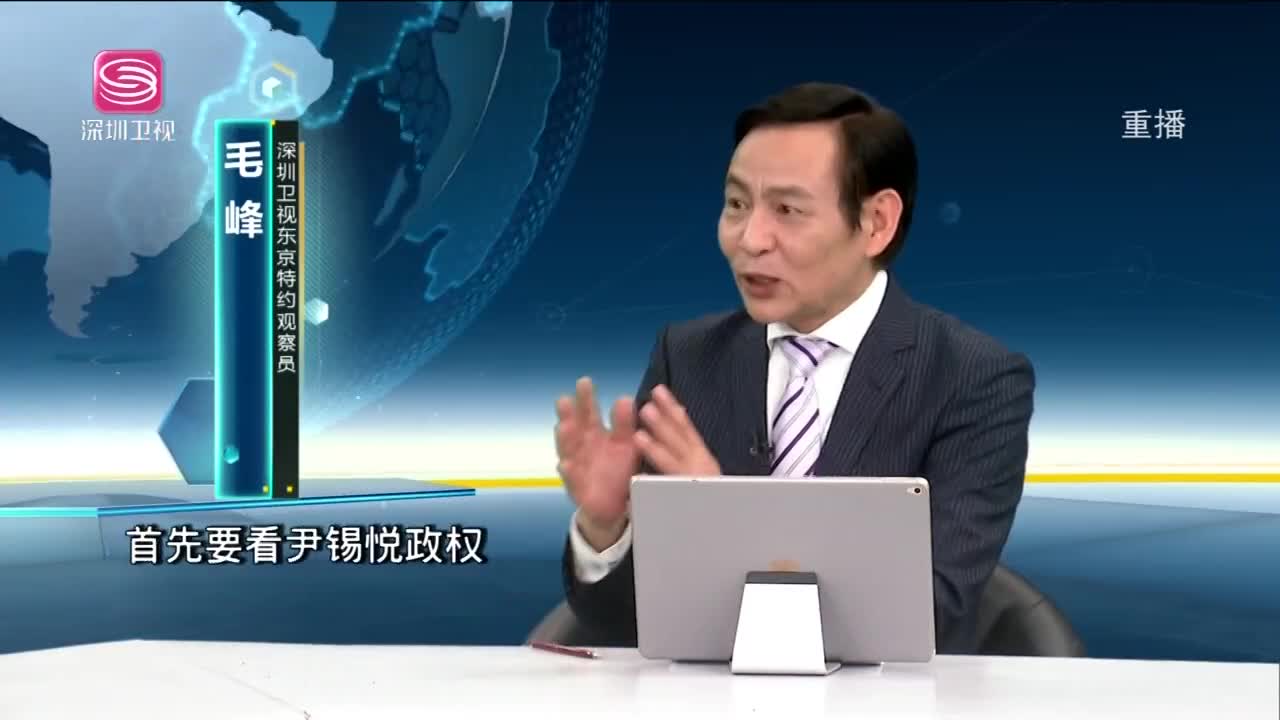 深圳卫视
重播
毛峰
深圳卫视东京特约观察员
首先要看尹锡悦政权